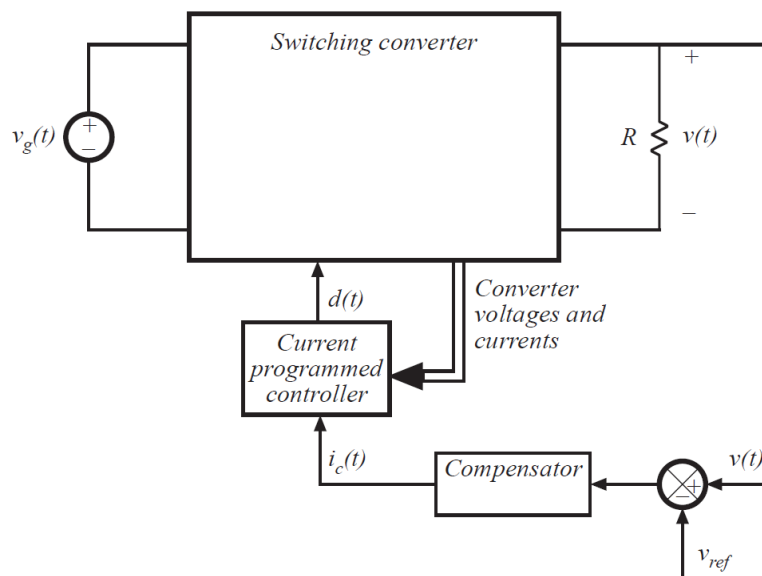 Switching converter
+
v_g(t)
+
−
R
v(t)
−
d(t)
Converter
voltages and
currents
Current
programmed
controller
i_c(t)
Compensator
+
−
v(t)
v_ref